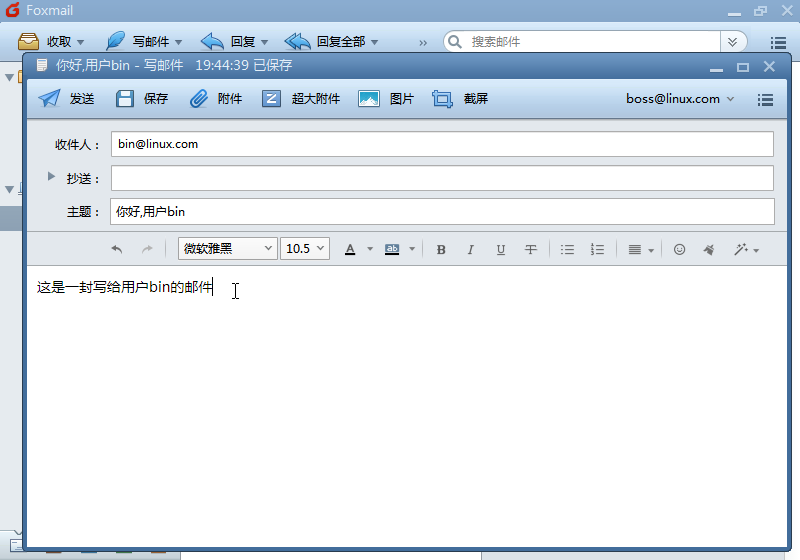 Foxmail
收取 写邮件 回复 回复全部 » 搜索邮件
你好,用户bin - 写邮件 19:44:39 已保存
发送 保存 附件 超大附件 图片 截屏 boss@linux.com
收件人： bin@linux.com
抄送：
主题： 你好,用户bin
微软雅黑 10.5 A ab B I U T
这是一封写给用户bin的邮件